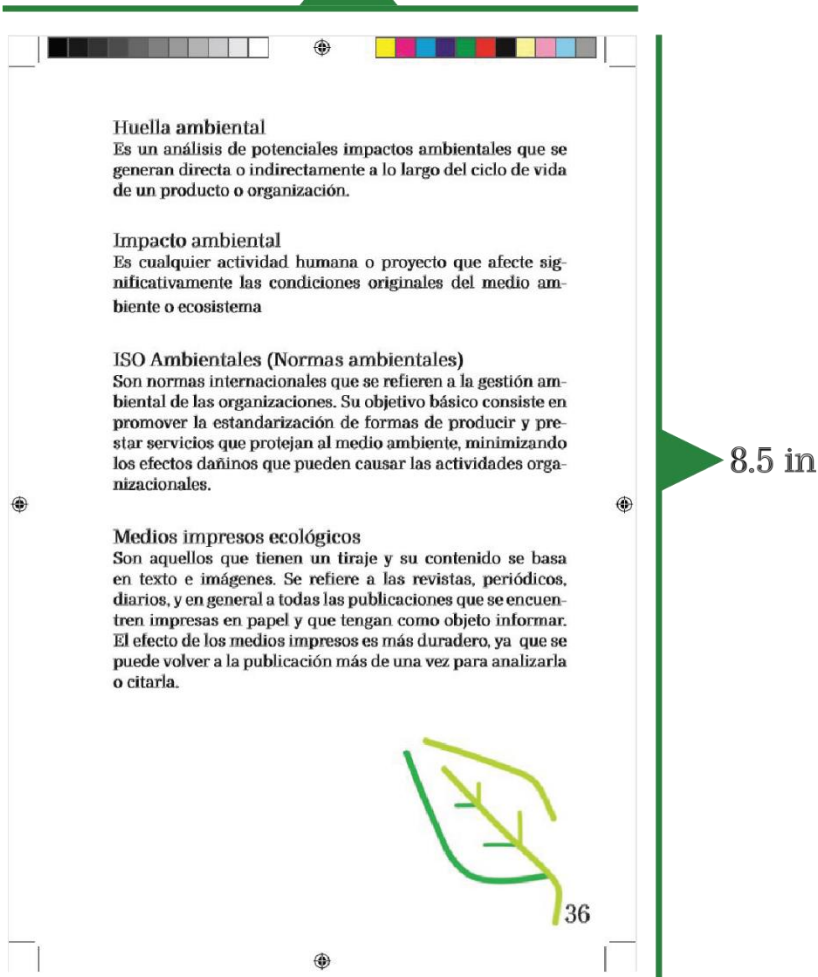 Huella ambiental
Es un análisis de potenciales impactos ambientales que se
generan directa o indirectamente a lo largo del ciclo de vida
de un producto o organización.
Impacto ambiental
Es cualquier actividad humana o proyecto que afecte sig-
nificativamente las condiciones originales del medio am-
biente o ecosistema
ISO Ambientales (Normas ambientales)
Son normas internacionales que se refieren a la gestión am-
biental de las organizaciones. Su objetivo básico consiste en
promover la estandarización de formas de producir y pre-
star servicios que protejan al medio ambiente, minimizando
los efectos dañinos que pueden causar las actividades orga-
nizacionales.
Medios impresos ecológicos
Son aquellos que tienen un tiraje y su contenido se basa
en texto e imágenes. Se refiere a las revistas, periódicos,
diarios, y en general a todas las publicaciones que se encuen-
tren impresas en papel y que tengan como objeto informar.
El efecto de los medios impresos es más duradero, ya que se
puede volver a la publicación más de una vez para analizarla
o citarla.
36
8.5 in